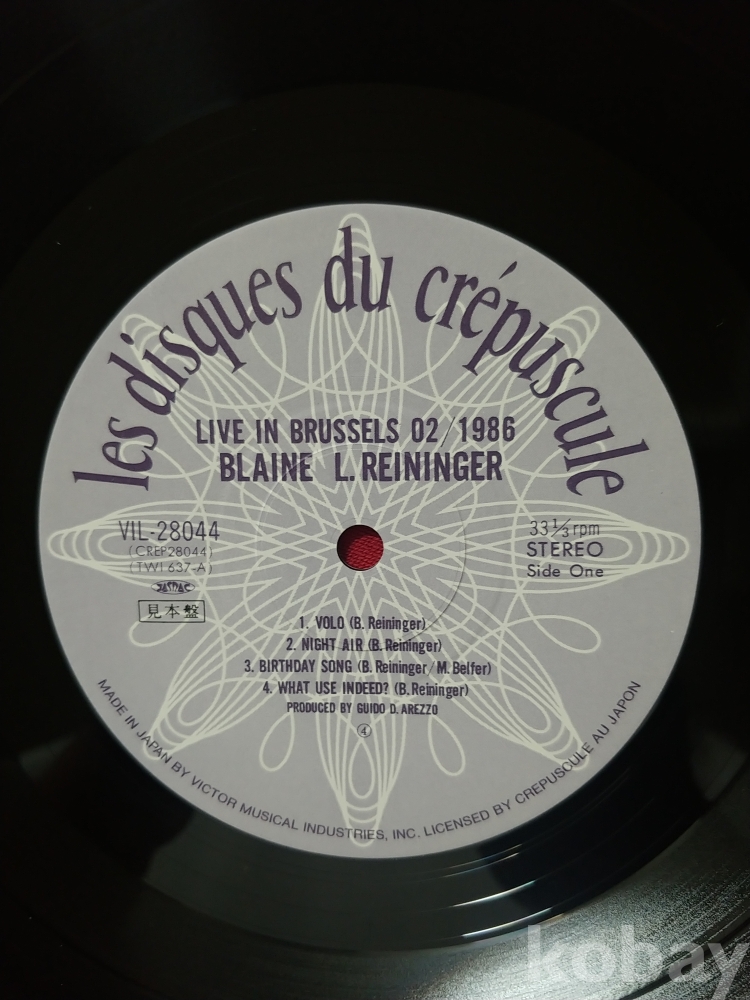 les disques du crépuscule
LIVE IN BRUSSELS 02/1986
BLAINE L. REININGER
VIL-28044
(CREP28044)
(TWI 637-A)
JASRAC
見本盤
33⅓rpm
STEREO
Side One
1. VOLO (B. Reininger)
2. NIGHT AIR (B. Reininger)
3. BIRTHDAY SONG (B. Reininger/M. Belfer)
4. WHAT USE INDEED? (B. Reininger)
PRODUCED BY GUIDO D. AREZZO
④
MADE IN JAPAN BY VICTOR MUSICAL INDUSTRIES, INC. LICENSED BY CREPUSCULE AU JAPON
kobay